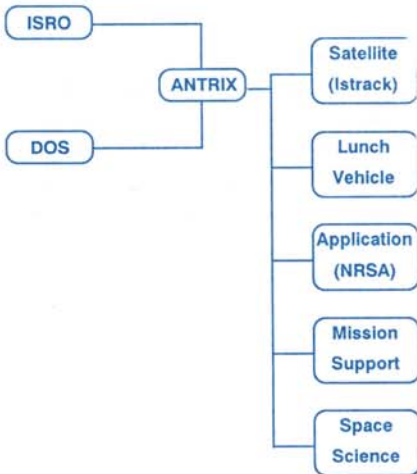 ISRO
ANTRIX
DOS
Satellite
(Istrack)
Lunch
Vehicle
Application
(NRSA)
Mission
Support
Space
Science